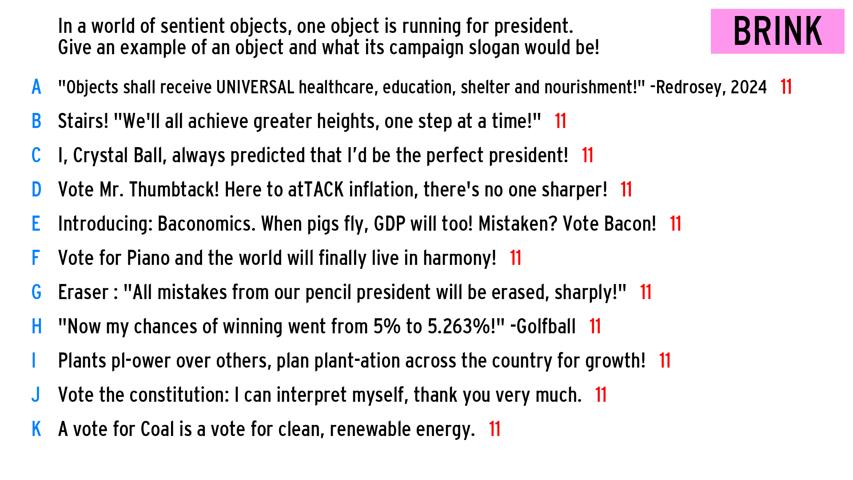 In a world of sentient objects, one object is running for president.
Give an example of an object and what its campaign slogan would be!
BRINK
A "Objects shall receive UNIVERSAL healthcare, education, shelter and nourishment!" -Redrosey, 2024 11
B Stairs! "We'll all achieve greater heights, one step at a time!" 11
C I, Crystal Ball, always predicted that I’d be the perfect president! 11
D Vote Mr. Thumbtack! Here to atTACK inflation, there's no one sharper! 11
E Introducing: Baconomics. When pigs fly, GDP will too! Mistaken? Vote Bacon! 11
F Vote for Piano and the world will finally live in harmony! 11
G Eraser : "All mistakes from our pencil president will be erased, sharply!" 11
H "Now my chances of winning went from 5% to 5.263%!" -Golfball 11
I Plants pl-ower over others, plan plant-ation across the country for growth! 11
J Vote the constitution: I can interpret myself, thank you very much. 11
K A vote for Coal is a vote for clean, renewable energy. 11